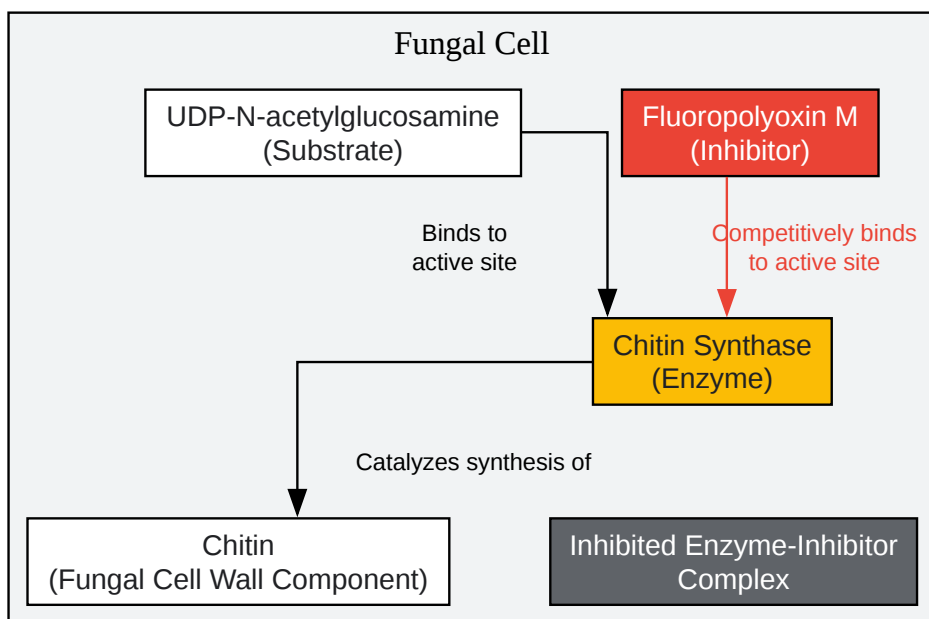 Fungal Cell
UDP-N-acetylglucosamine
(Substrate)
Fluoropolyoxin M
(Inhibitor)
Binds to
active site
Competitively binds
to active site
Chitin Synthase
(Enzyme)
Catalyzes synthesis of
Chitin
(Fungal Cell Wall Component)
Inhibited Enzyme-Inhibitor
Complex